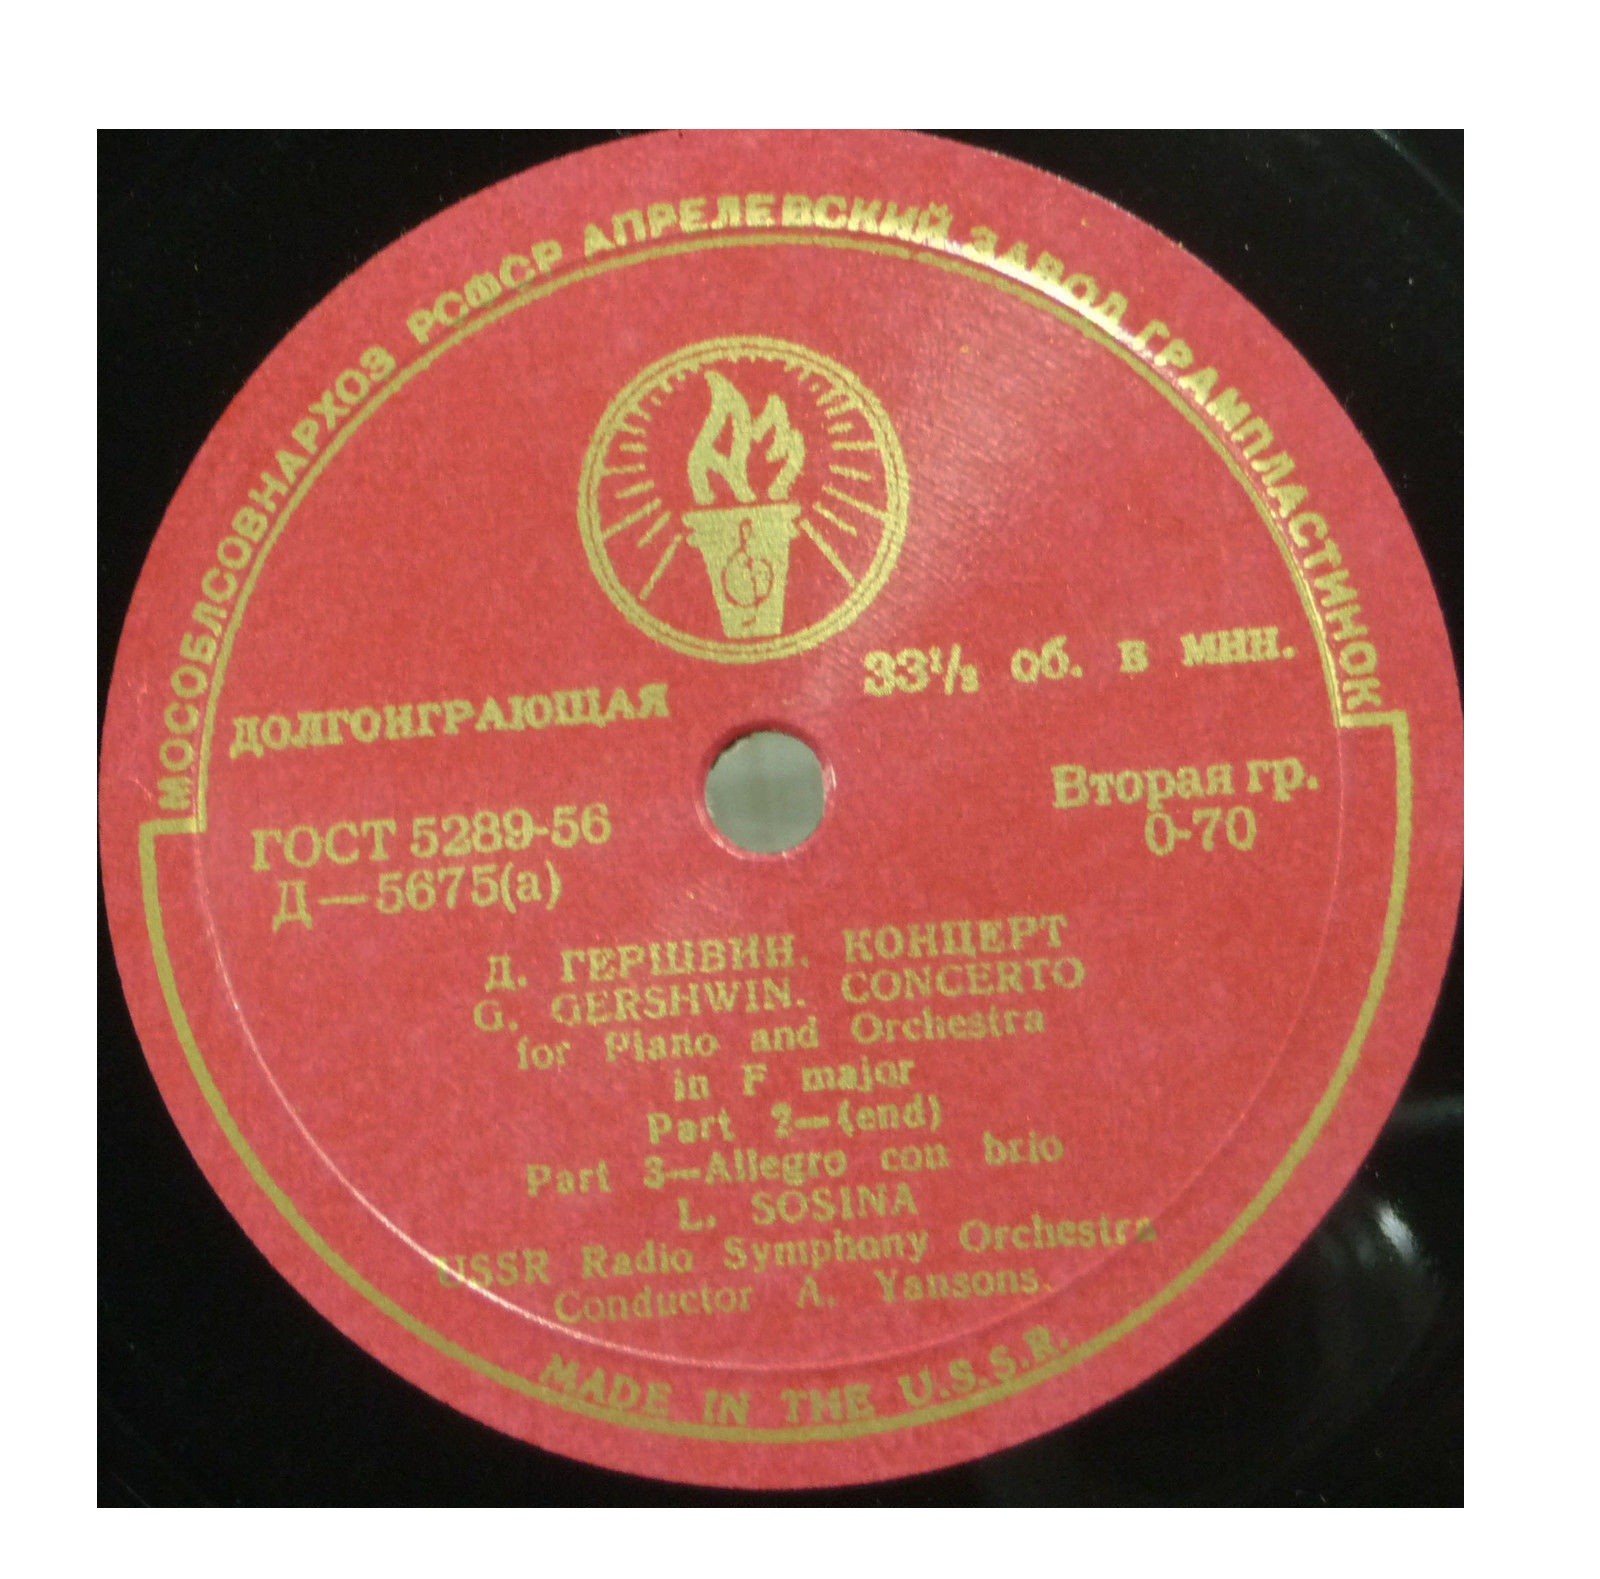 МОСОБЛСОВНАРХОЗ РСФСР АПРЕЛЕВСКИЙ ЗАВОД ГРАМПЛАСТИНОК
ДОЛГОИГРАЮЩАЯ
33⅓ об. в мин.
ГОСТ 5289-56
Д—5675(а)
Вторая гр.
0-70
Д. ГЕРШВИН. КОНЦЕРТ
G. GERSHWIN. CONCERTO
for Piano and Orchestra
in F major
Part 2—(end)
Part 3—Allegro con brio
L. SOSINA
USSR Radio Symphony Orchestra
Conductor A. Yansons.
MADE IN THE U.S.S.R.